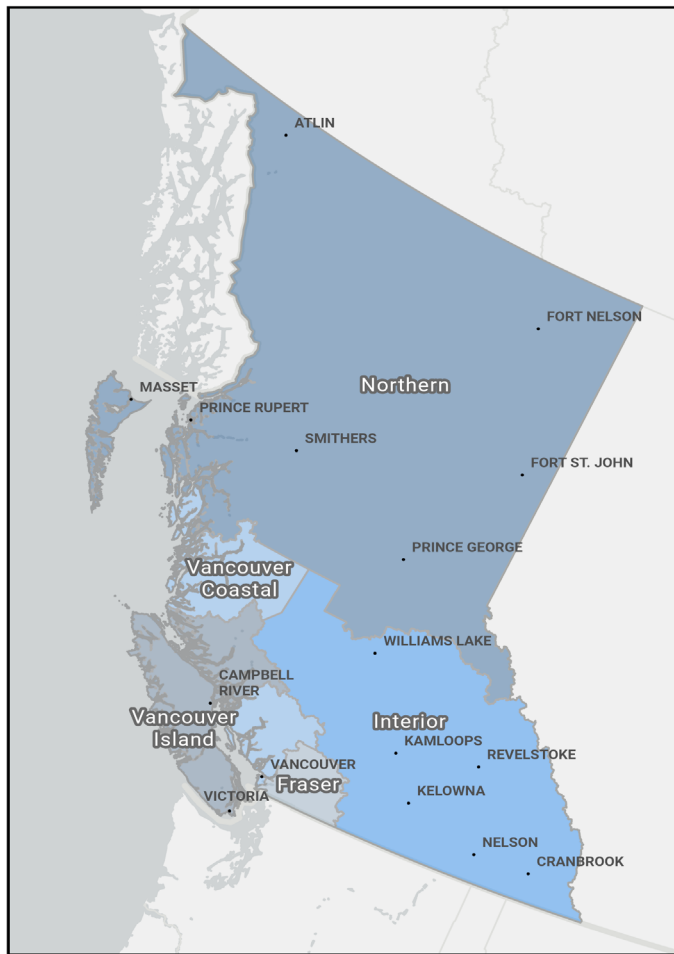 ATLIN
FORT NELSON
Northern
MASSET
PRINCE RUPERT
SMITHERS
FORT ST. JOHN
PRINCE GEORGE
Vancouver
Coastal
WILLIAMS LAKE
CAMPBELL
RIVER
Vancouver
Island
Interior
KAMLOOPS
REVELSTOKE
VANCOUVER
Fraser
KELOWNA
VICTORIA
NELSON
CRANBROOK